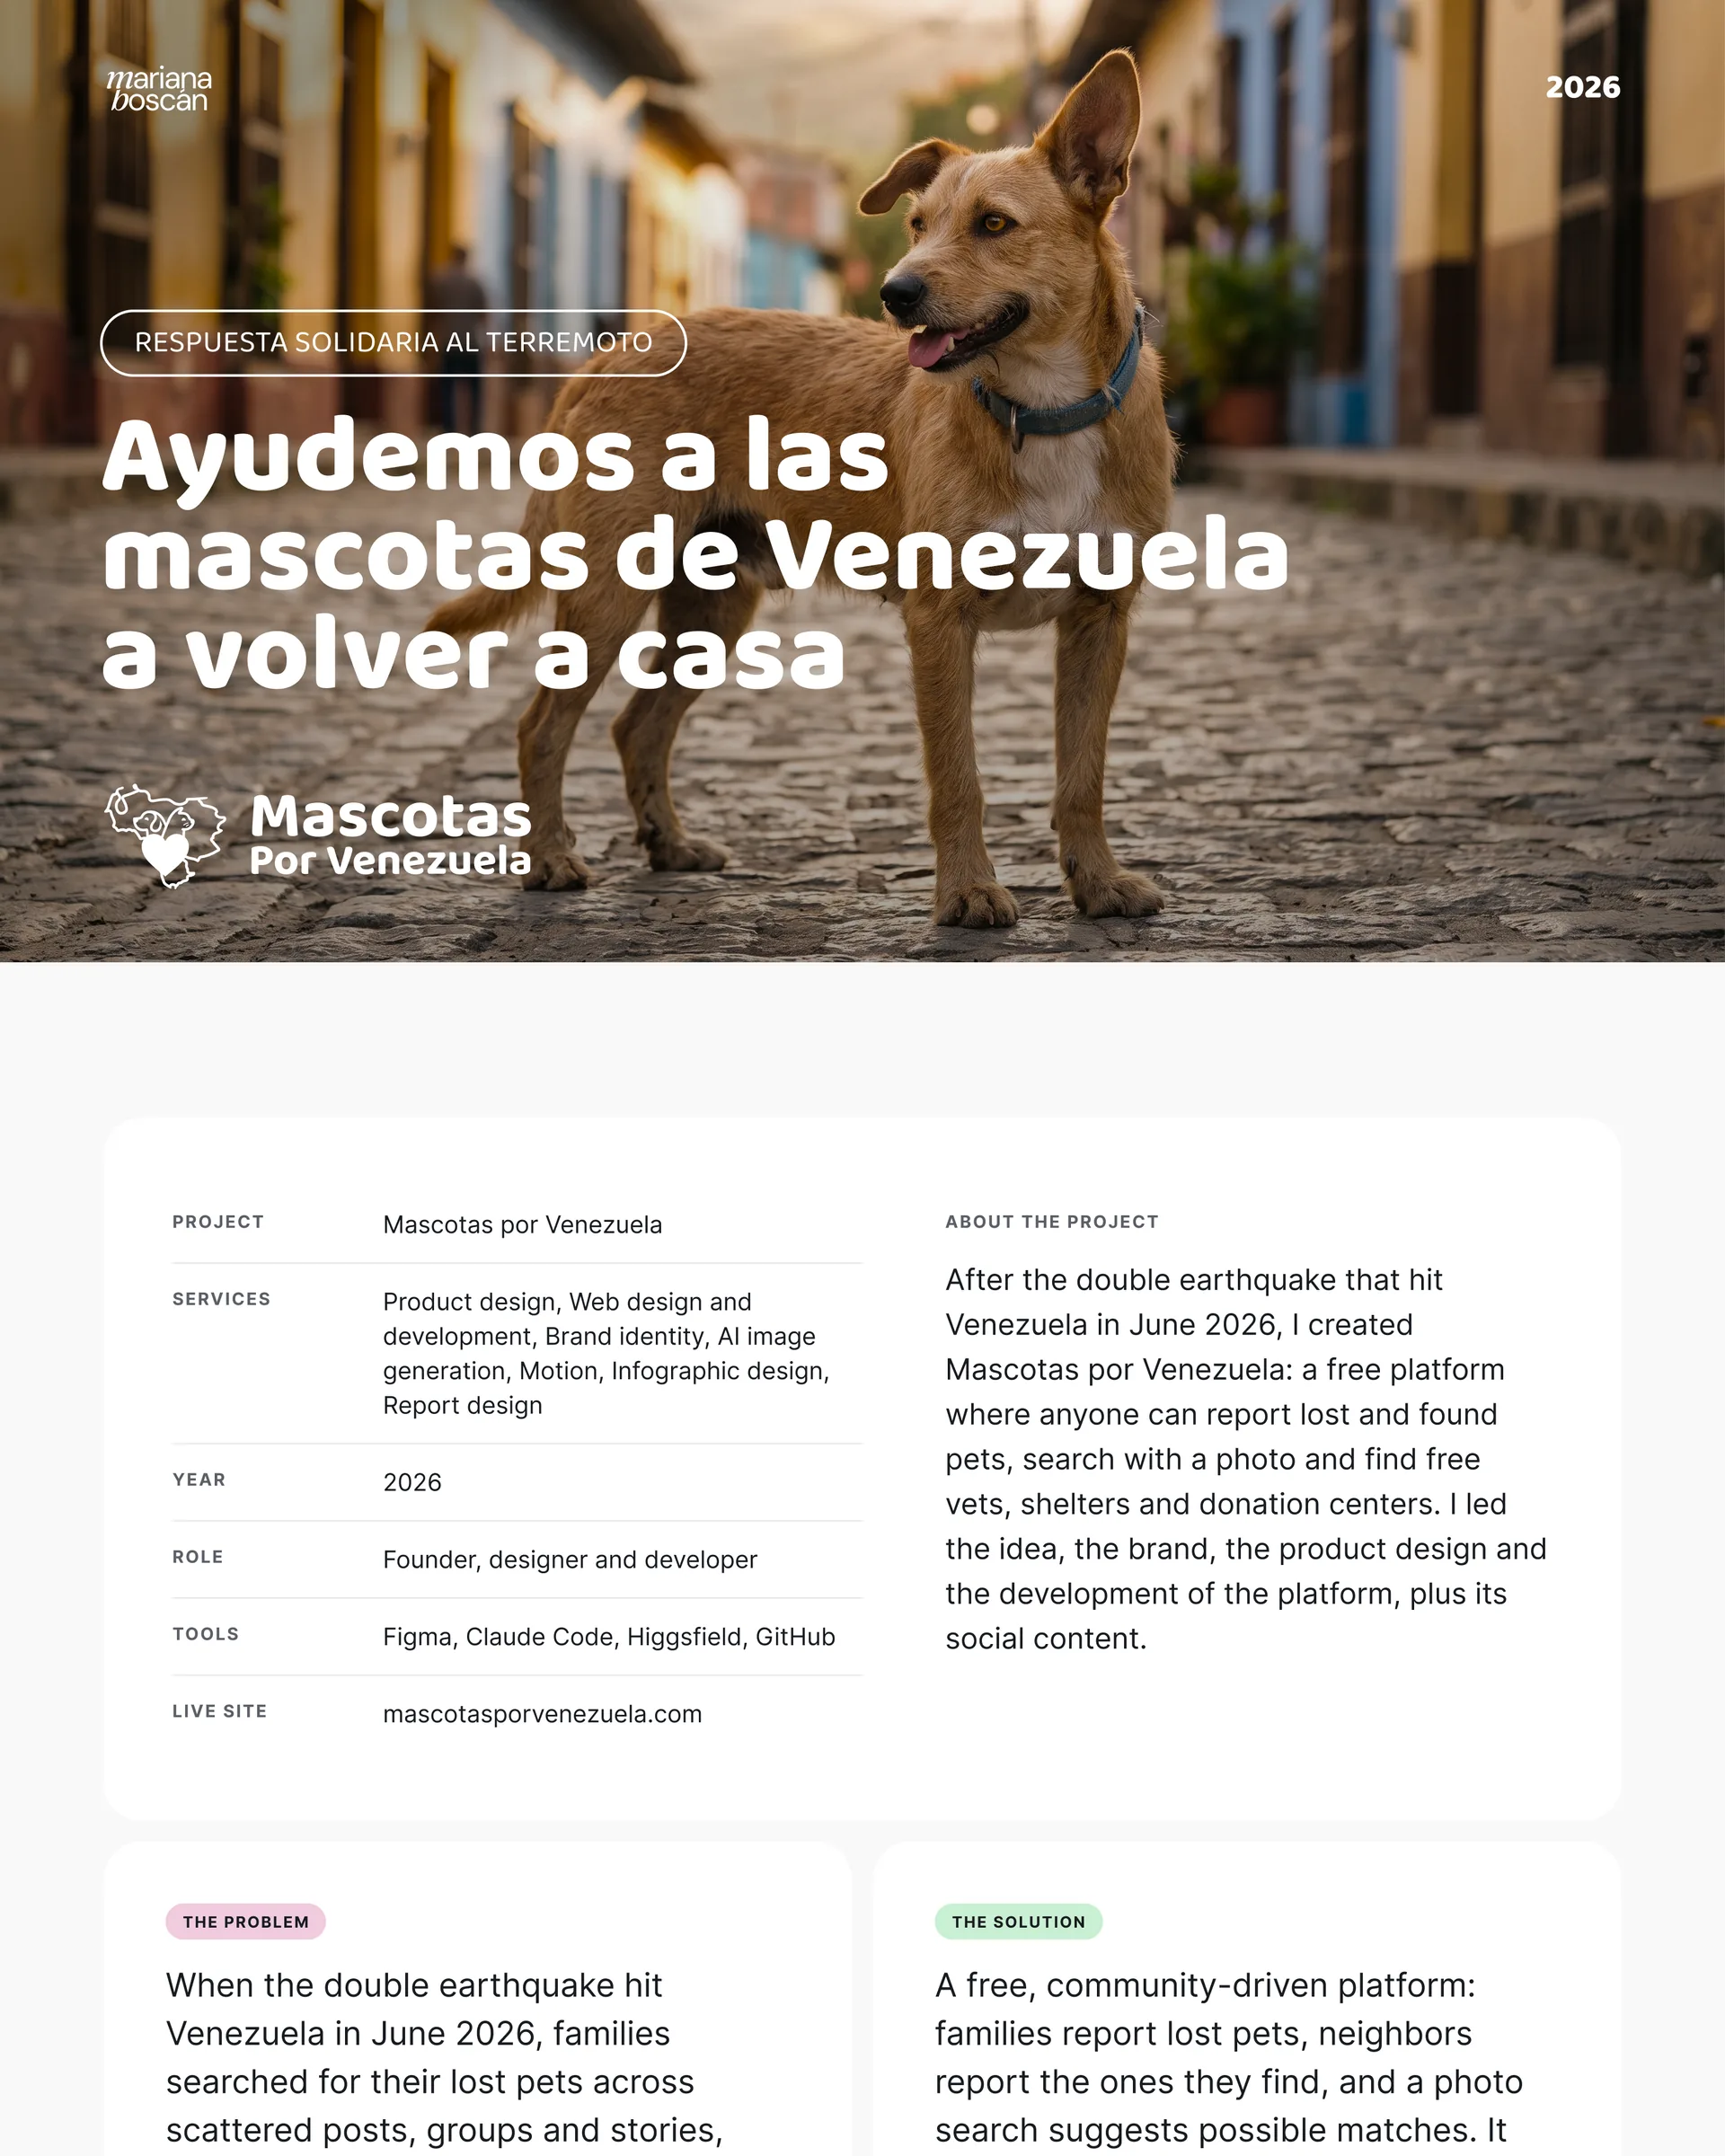 mariana
boscán
2026
RESPUESTA SOLIDARIA AL TERREMOTO
Ayudemos a las
mascotas de Venezuela
a volver a casa
Mascotas
Por Venezuela
PROJECT
Mascotas por Venezuela
SERVICES
Product design, Web design and
development, Brand identity, AI image
generation, Motion, Infographic design,
Report design
YEAR
2026
ROLE
Founder, designer and developer
TOOLS
Figma, Claude Code, Higgsfield, GitHub
LIVE SITE
mascotasporvenezuela.com
ABOUT THE PROJECT
After the double earthquake that hit
Venezuela in June 2026, I created
Mascotas por Venezuela: a free platform
where anyone can report lost and found
pets, search with a photo and find free
vets, shelters and donation centers. I led
the idea, the brand, the product design and
the development of the platform, plus its
social content.
THE PROBLEM
When the double earthquake hit
Venezuela in June 2026, families
searched for their lost pets across
scattered posts, groups and stories,
THE SOLUTION
A free, community-driven platform:
families report lost pets, neighbors
report the ones they find, and a photo
search suggests possible matches. It